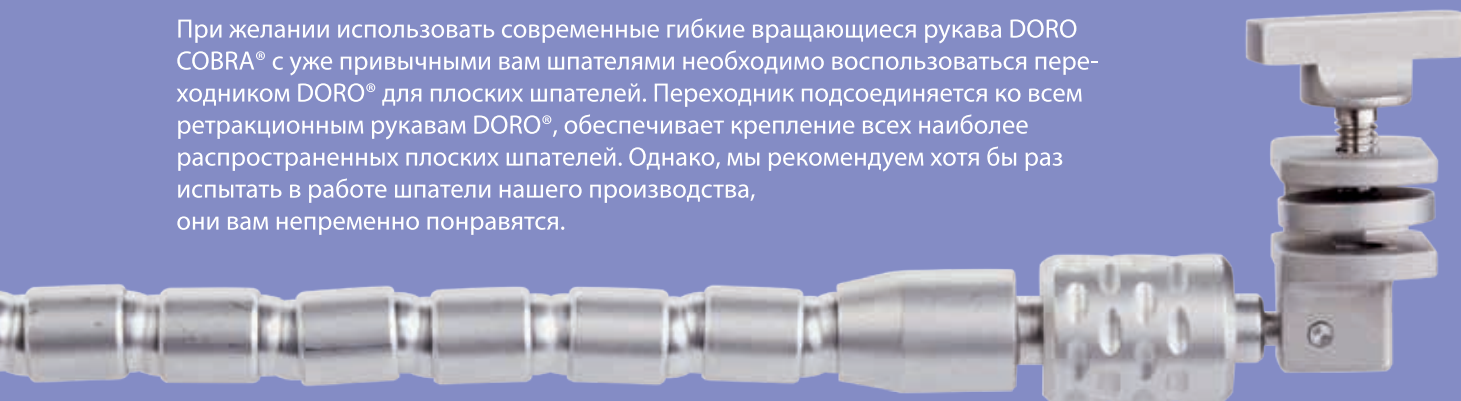 При желании использовать современные гибкие вращающиеся рукава DORO
COBRA® с уже привычными вам шпателями необходимо воспользоваться пере-
ходником DORO® для плоских шпателей. Переходник подсоединяется ко всем
ретракционным рукавам DORO®, обеспечивает крепление всех наиболее
распространенных плоских шпателей. Однако, мы рекомендуем хотя бы раз
испытать в работе шпатели нашего производства,
они вам непременно понравятся.